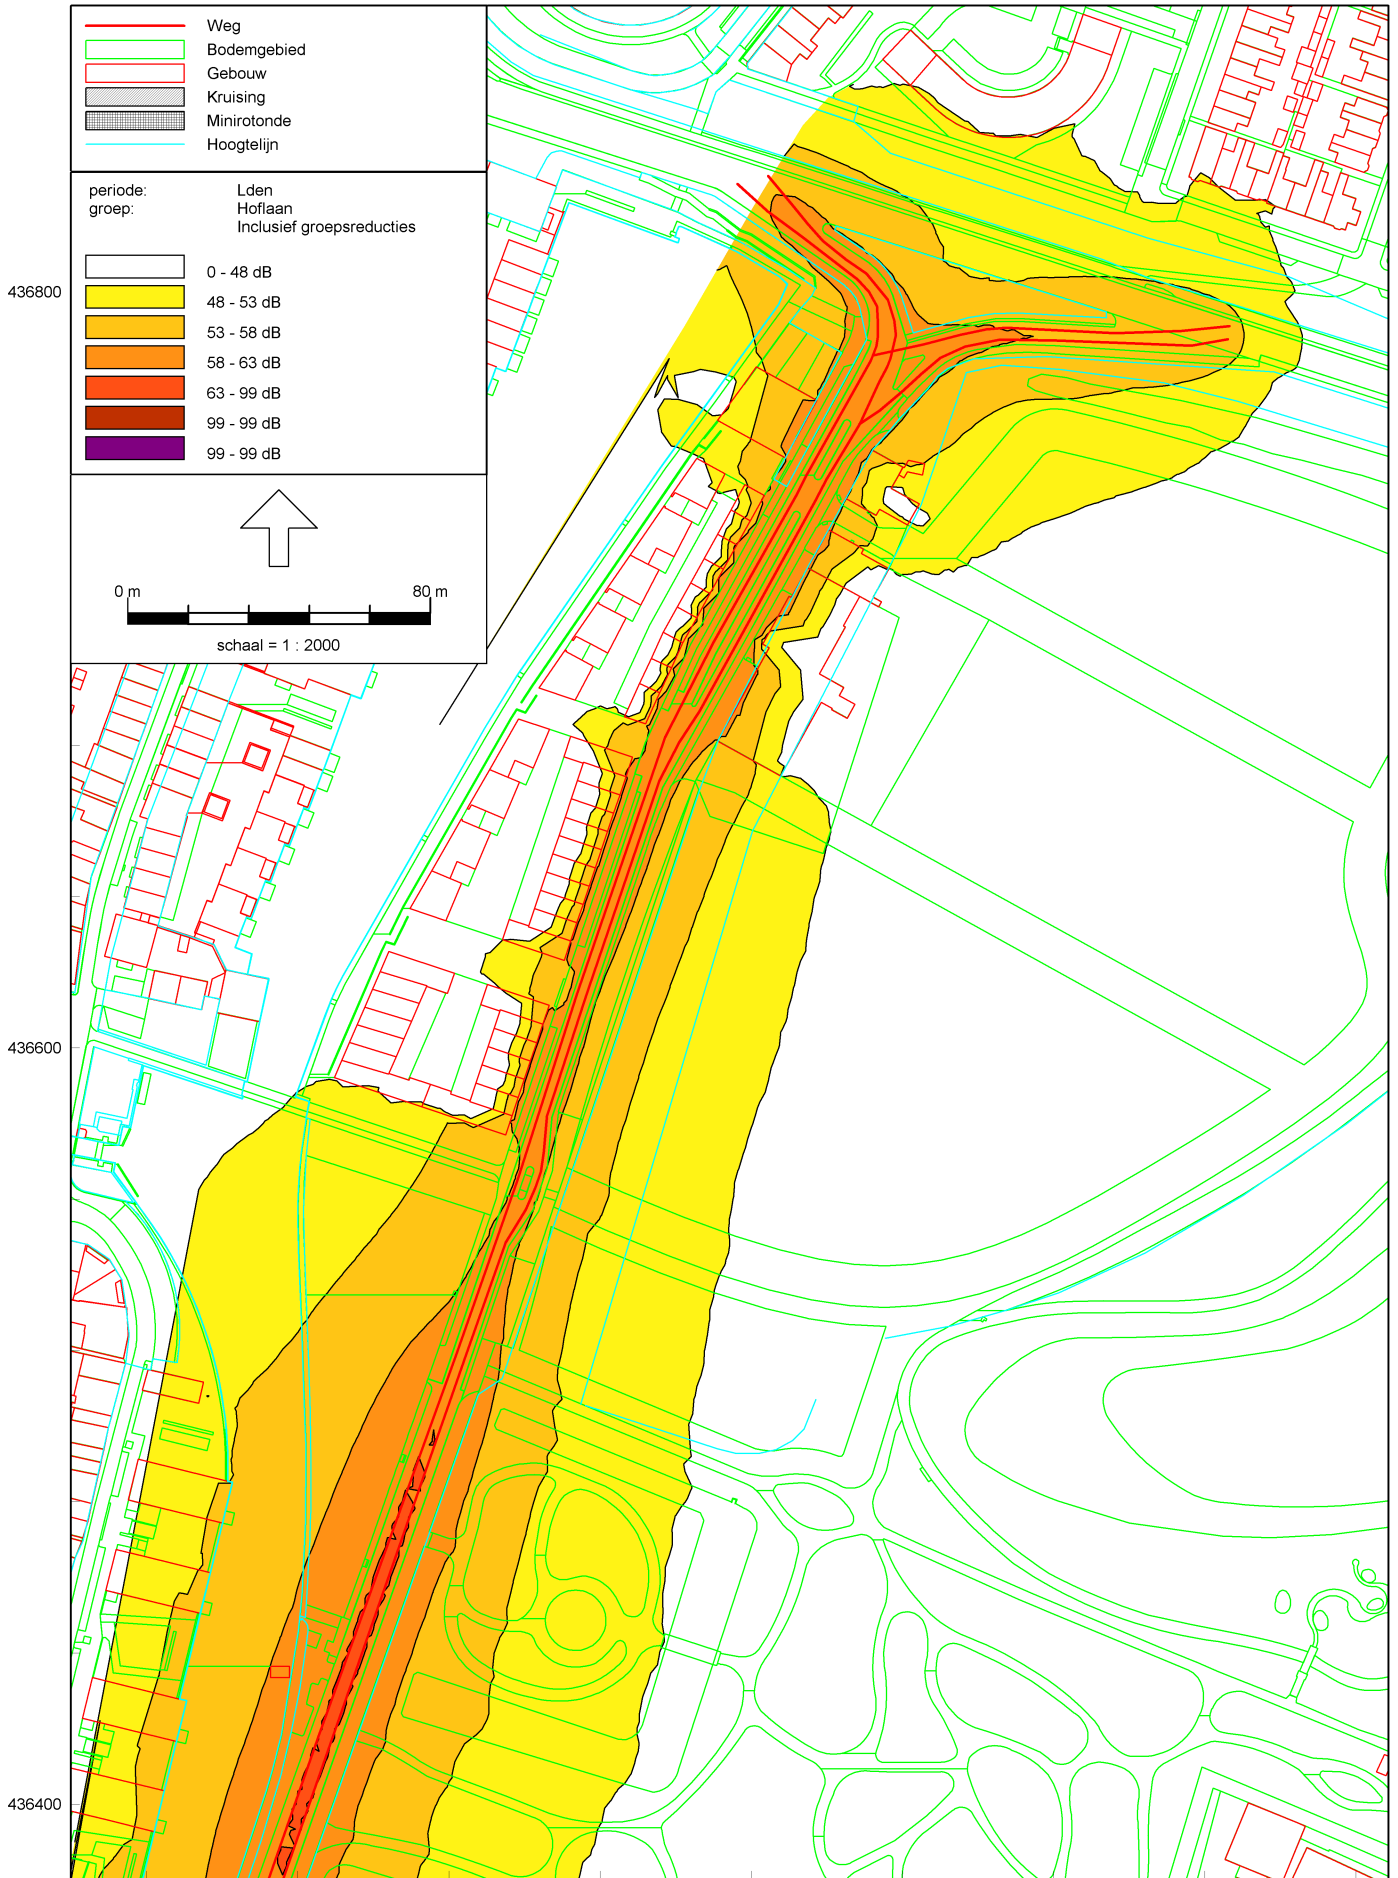 Weg
Bodemgebied
Gebouw
Kruising
Minirotonde
Hoogtelijn
periode: Lden
groep: Hoflaan
Inclusief groepsreducties
0 - 48 dB
48 - 53 dB
53 - 58 dB
58 - 63 dB
63 - 99 dB
99 - 99 dB
99 - 99 dB
0 m 80 m
schaal = 1 : 2000
436800
436600
436400